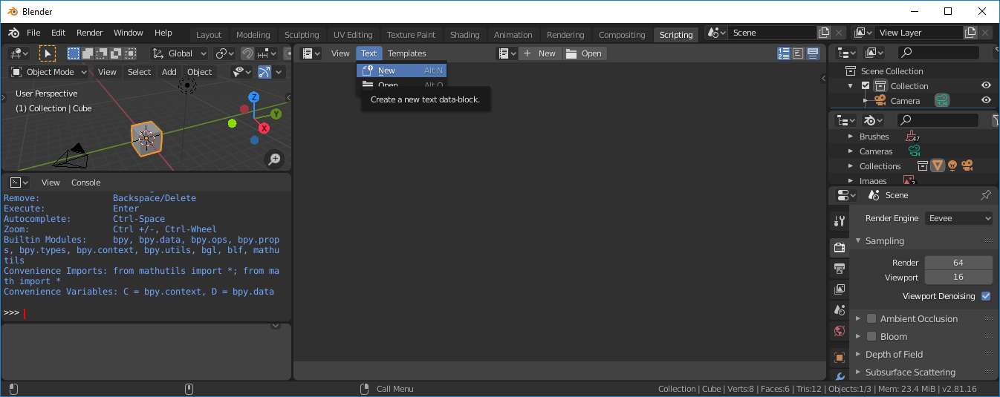 Blender
File Edit Render Window Help Layout Modeling Sculpting UV Editing Texture Paint Shading Animation Rendering Compositing Scripting Scene View Layer
Global
View Text Templates New Open
Object Mode View Select Add Object
New Alt N
Open Alt O
Create a new text data-block.
User Perspective
(1) Collection | Cube
Z
Y
X
View Console
Remove: Backspace/Delete
Execute: Enter
Autocomplete: Ctrl-Space
Zoom: Ctrl +/-, Ctrl-Wheel
Builtin Modules: bpy, bpy.data, bpy.ops, bpy.prop
s, bpy.types, bpy.context, bpy.utils, bgl, blf, mathu
tils
Convenience Imports: from mathutils import *; from ma
th import *
Convenience Variables: C = bpy.context, D = bpy.data
>>>
Scene Collection
Collection
Camera
Brushes 47
Cameras
Collections
Images 2
Scene
Render Engine Eevee
Sampling
Render 64
Viewport 16
Viewport Denoising
Ambient Occlusion
Bloom
Depth of Field
Subsurface Scattering
Call Menu
Collection | Cube | Verts:8 | Faces:6 | Tris:12 | Objects:1/3 | Mem: 23.4 MiB | v2.81.16